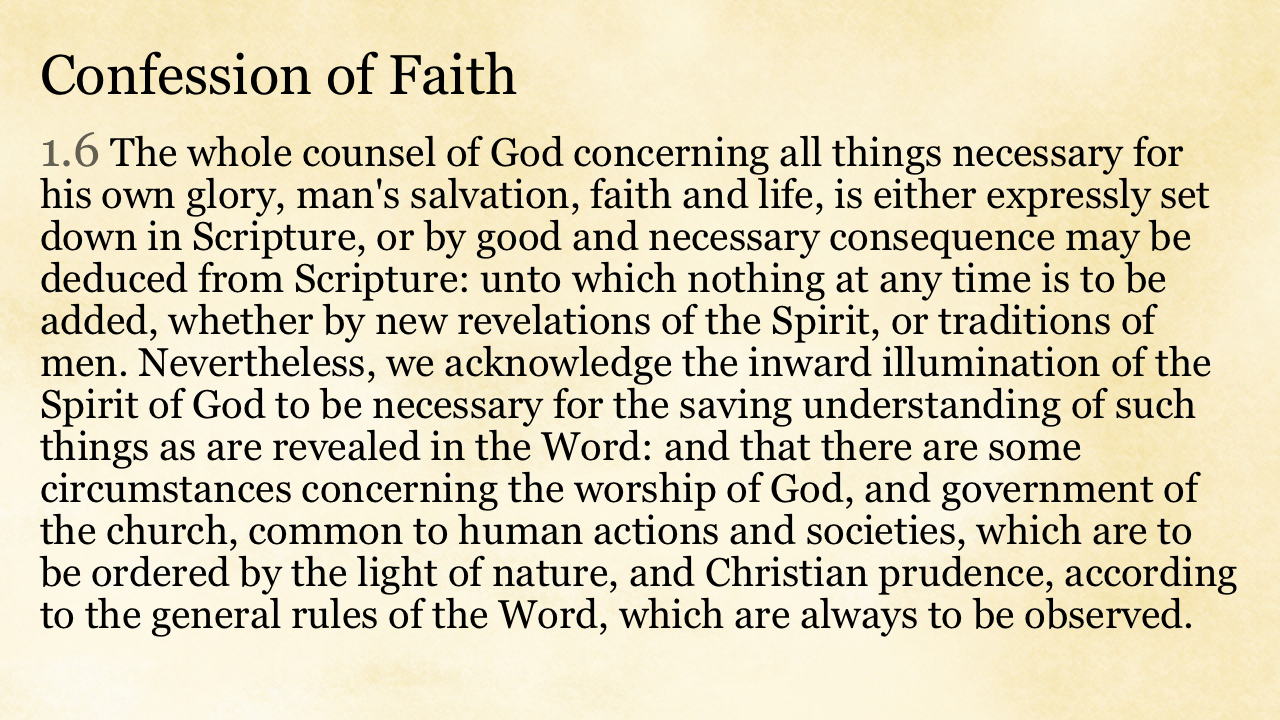 Confession of Faith
1.6 The whole counsel of God concerning all things necessary for
his own glory, man's salvation, faith and life, is either expressly set
down in Scripture, or by good and necessary consequence may be
deduced from Scripture: unto which nothing at any time is to be
added, whether by new revelations of the Spirit, or traditions of
men. Nevertheless, we acknowledge the inward illumination of the
Spirit of God to be necessary for the saving understanding of such
things as are revealed in the Word: and that there are some
circumstances concerning the worship of God, and government of
the church, common to human actions and societies, which are to
be ordered by the light of nature, and Christian prudence, according
to the general rules of the Word, which are always to be observed.